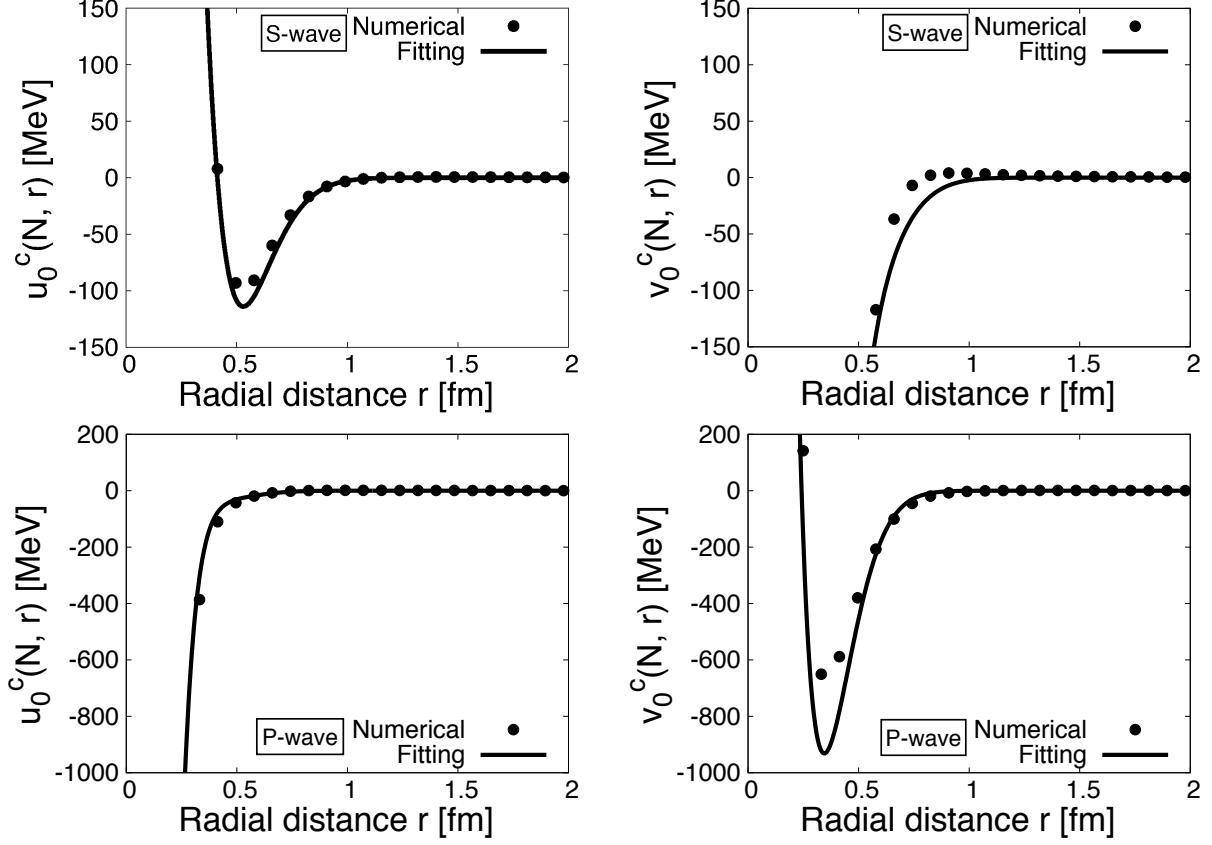 150
100
50
0
-50
-100
-150
0 0.5 1 1.5 2
u0c(N, r) [MeV]
Radial distance r [fm]
S-wave
Numerical
Fitting
150
100
50
0
-50
-100
-150
0 0.5 1 1.5 2
v0c(N, r) [MeV]
Radial distance r [fm]
S-wave
Numerical
Fitting
200
0
-200
-400
-600
-800
-1000
0 0.5 1 1.5 2
u0c(N, r) [MeV]
Radial distance r [fm]
P-wave
Numerical
Fitting
200
0
-200
-400
-600
-800
-1000
0 0.5 1 1.5 2
v0c(N, r) [MeV]
Radial distance r [fm]
P-wave
Numerical
Fitting